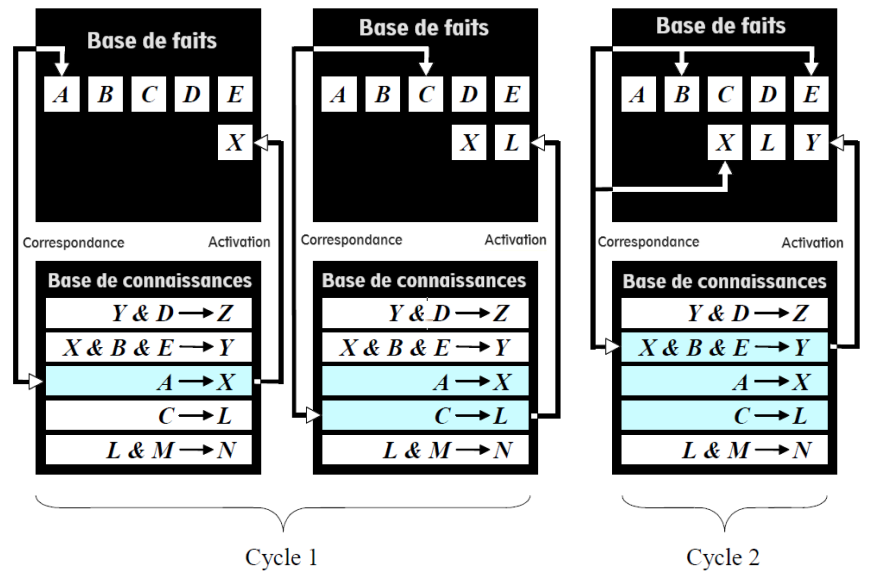 Base de faits
A B C D E
X
Correspondance
Activation
Base de connaissances
Y & D → Z
X & B & E → Y
A → X
C → L
L & M → N
Base de faits
A B C D E
X L
Correspondance
Activation
Base de connaissances
Y & D → Z
X & B & E → Y
A → X
C → L
L & M → N
Cycle 1
Base de faits
A B C D E
X L Y
Correspondance
Activation
Base de connaissances
Y & D → Z
X & B & E → Y
A → X
C → L
L & M → N
Cycle 2